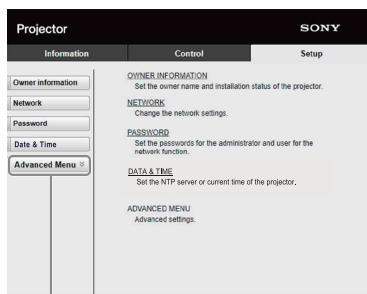 Projector
SONY
Information
Control
Setup
Owner information
Network
Password
Date & Time
Advanced Menu
OWNER INFORMATION
Set the owner name and installation status of the projector.
NETWORK
Change the network settings.
PASSWORD
Set the passwords for the administrator and user for the
network function.
DATA & TIME
Set the NTP server or current time of the projector.
ADVANCED MENU
Advanced settings.